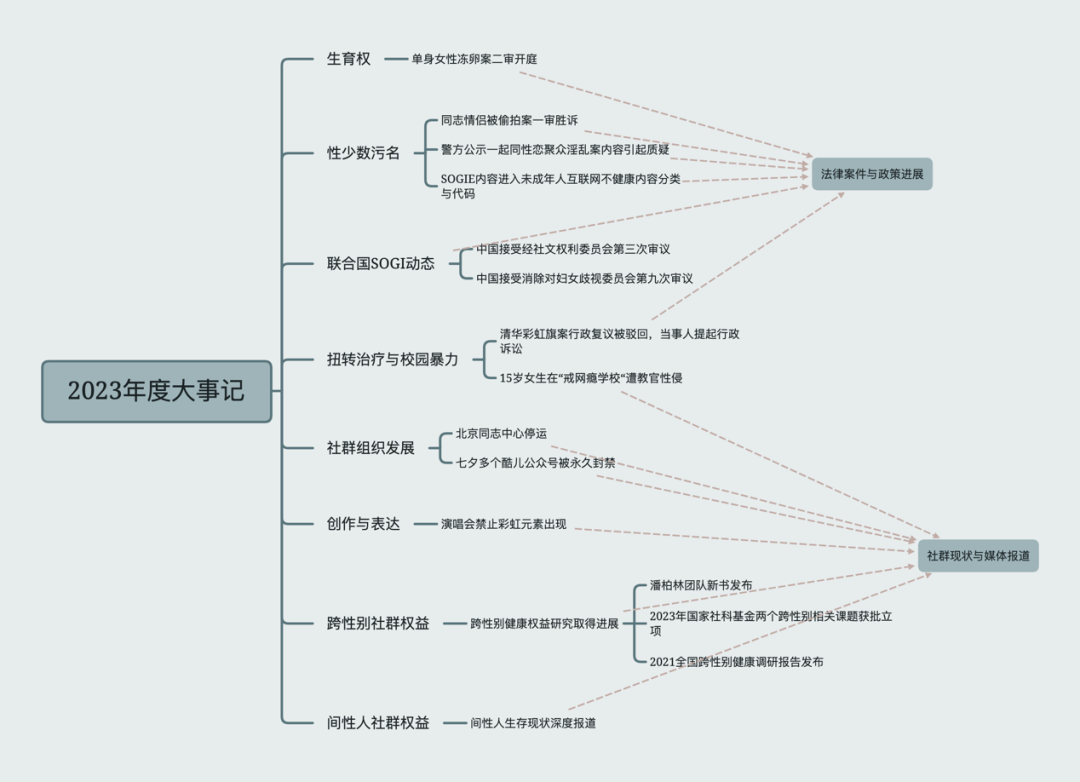 2023年度大事记
生育权
单身女性冻卵案二审开庭
性少数污名
同志情侣被偷拍案一审胜诉
警方公示一起同性恋聚众淫乱案内容引起质疑
SOGIE内容进入未成年人互联网不健康内容分类
与代码
联合国SOGI动态
中国接受经社文权利委员会第三次审议
中国接受消除对妇女歧视委员会第九次审议
扭转治疗与校园暴力
清华彩虹旗案行政复议被驳回，当事人提起行政
诉讼
15岁女生在“戒网瘾学校“遭教官性侵
社群组织发展
北京同志中心停运
七夕多个酷儿公众号被永久封禁
创作与表达
演唱会禁止彩虹元素出现
跨性别社群权益
跨性别健康权益研究取得进展
潘柏林团队新书发布
2023年国家社科基金两个跨性别相关课题获批立
项
2021全国跨性别健康调研报告发布
间性人社群权益
间性人生存现状深度报道
法律案件与政策进展
社群现状与媒体报道